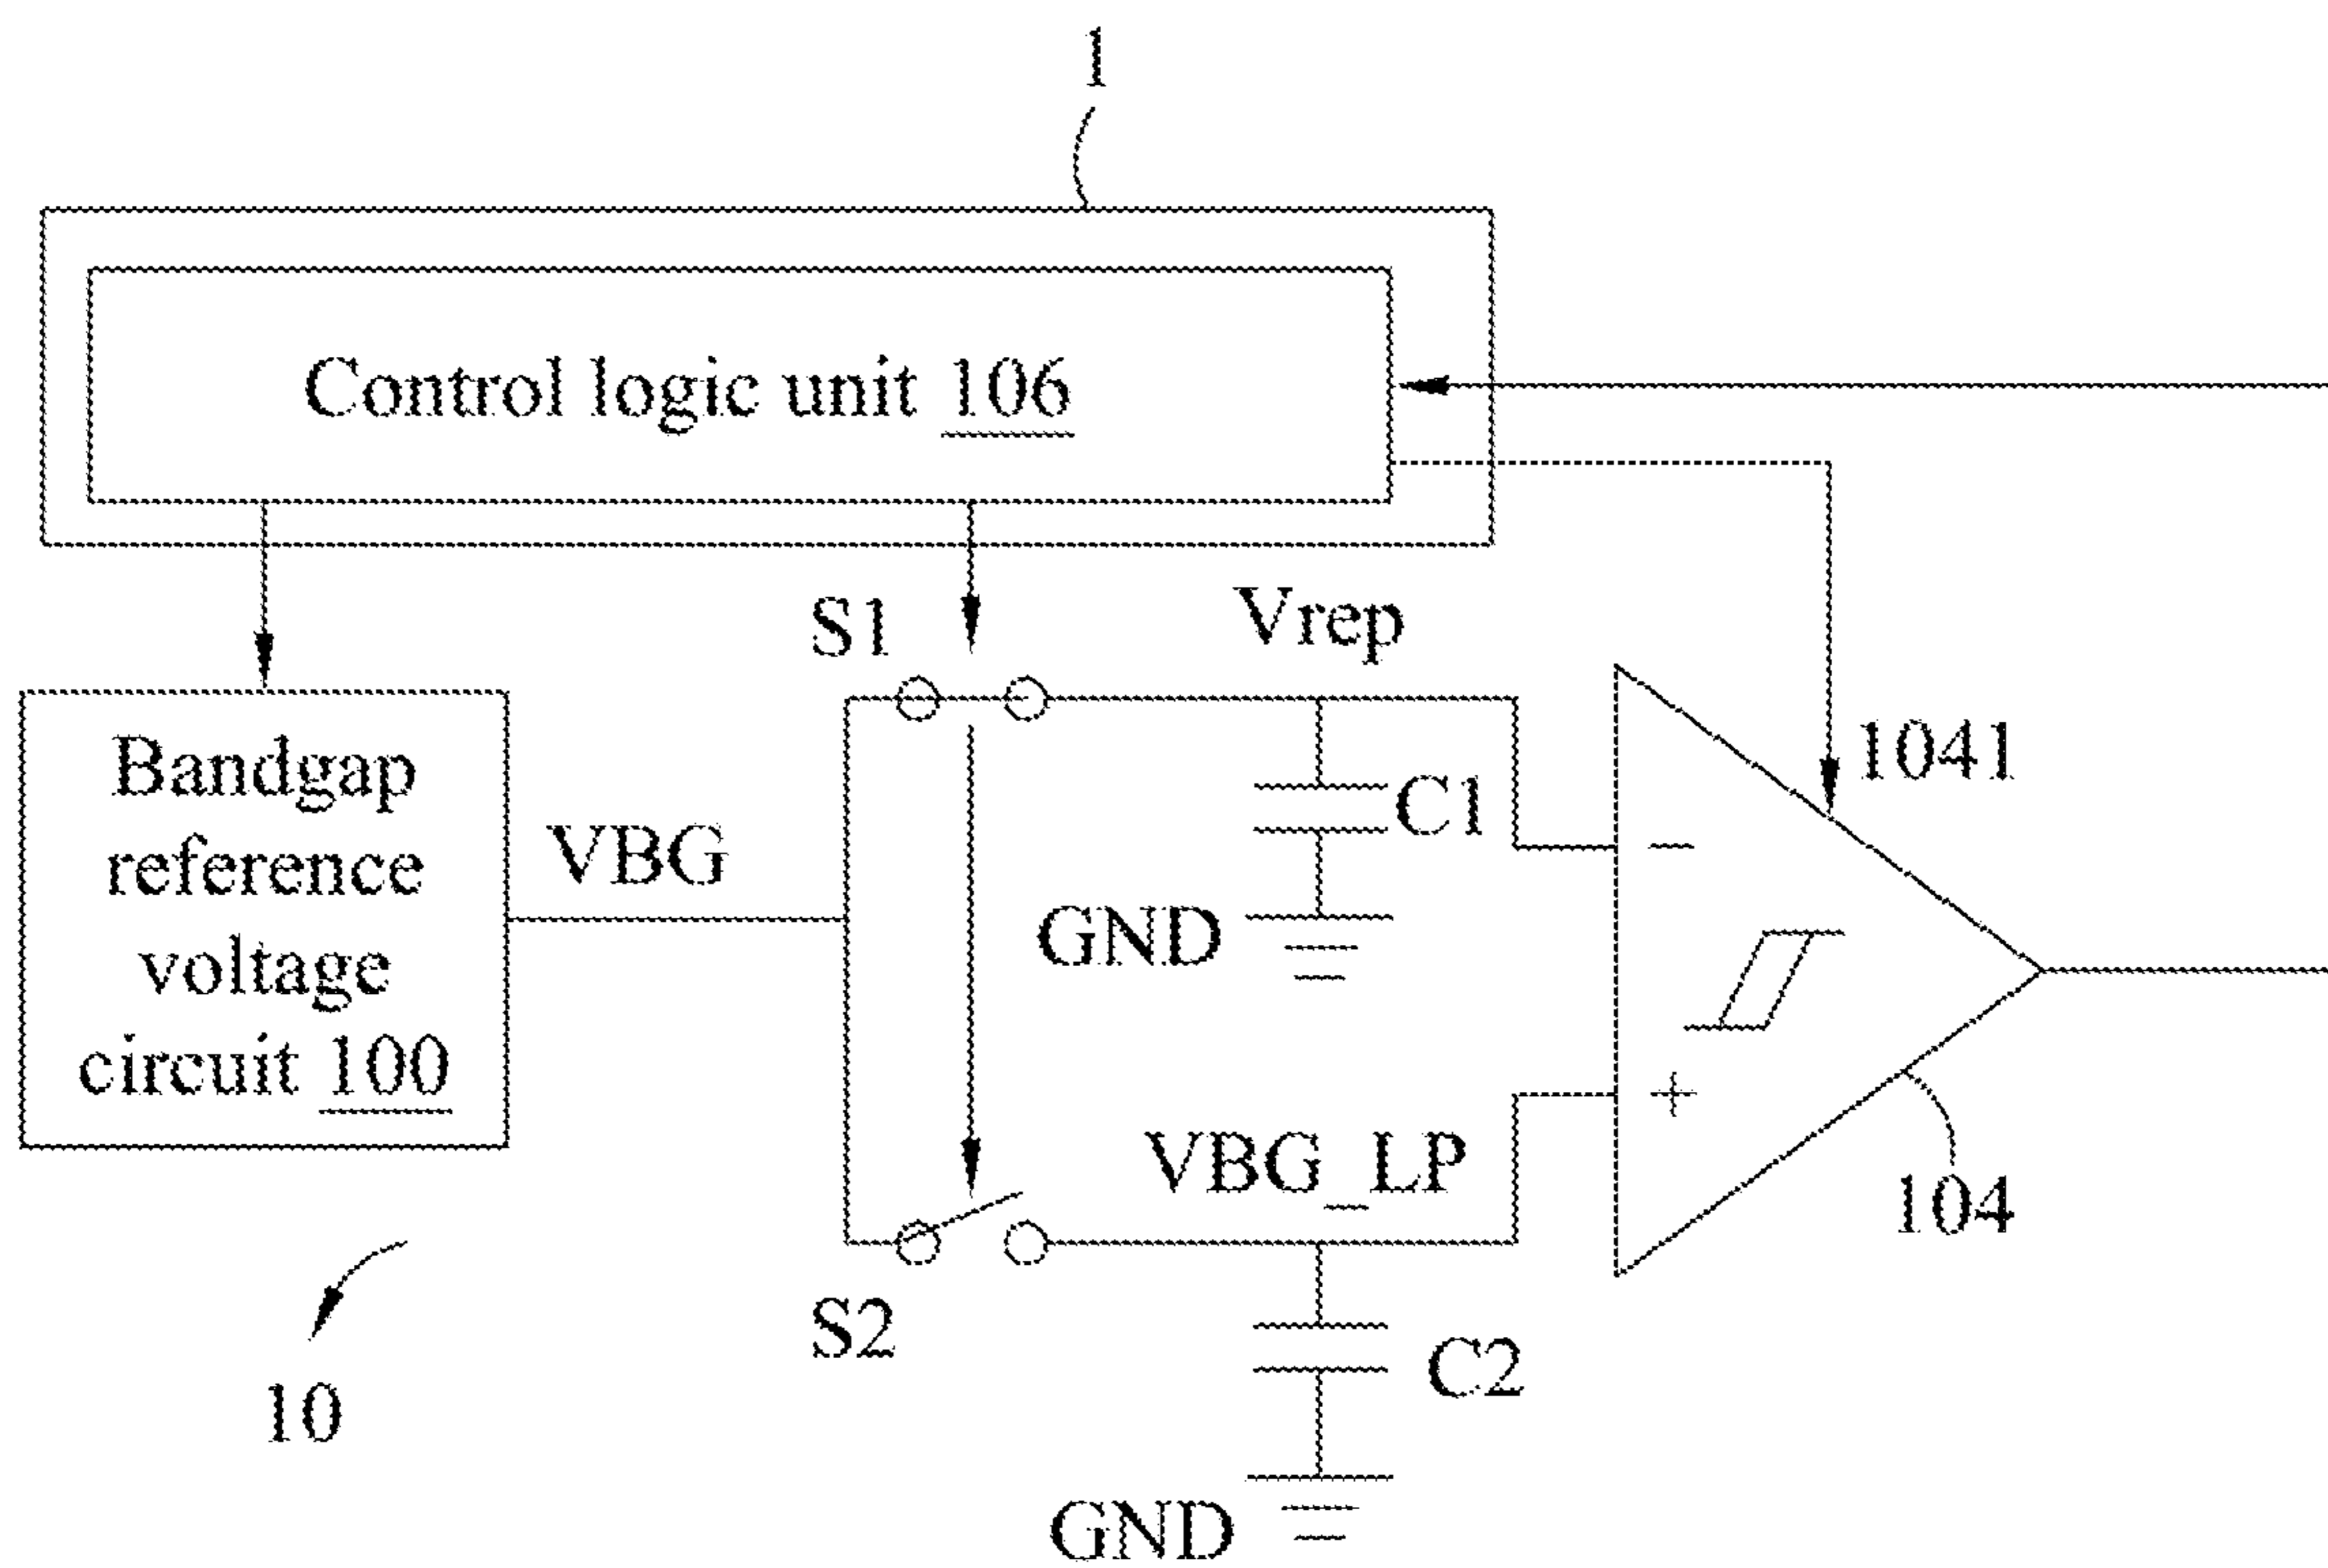 1
Control logic unit 106
S1
Vrep
Bandgap
reference
voltage
circuit 100
VBG
C1
GND
1041
−
+
VBG_LP
104
S2
C2
10
GND